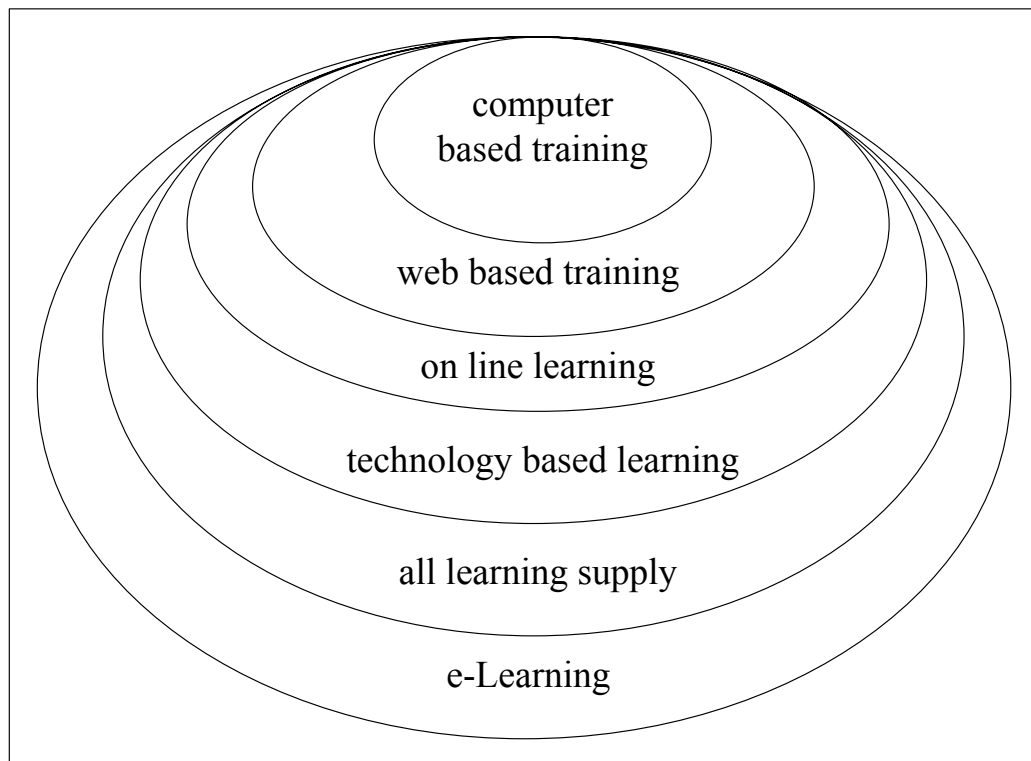 computer
based training
web based training
on line learning
technology based learning
all learning supply
e-Learning